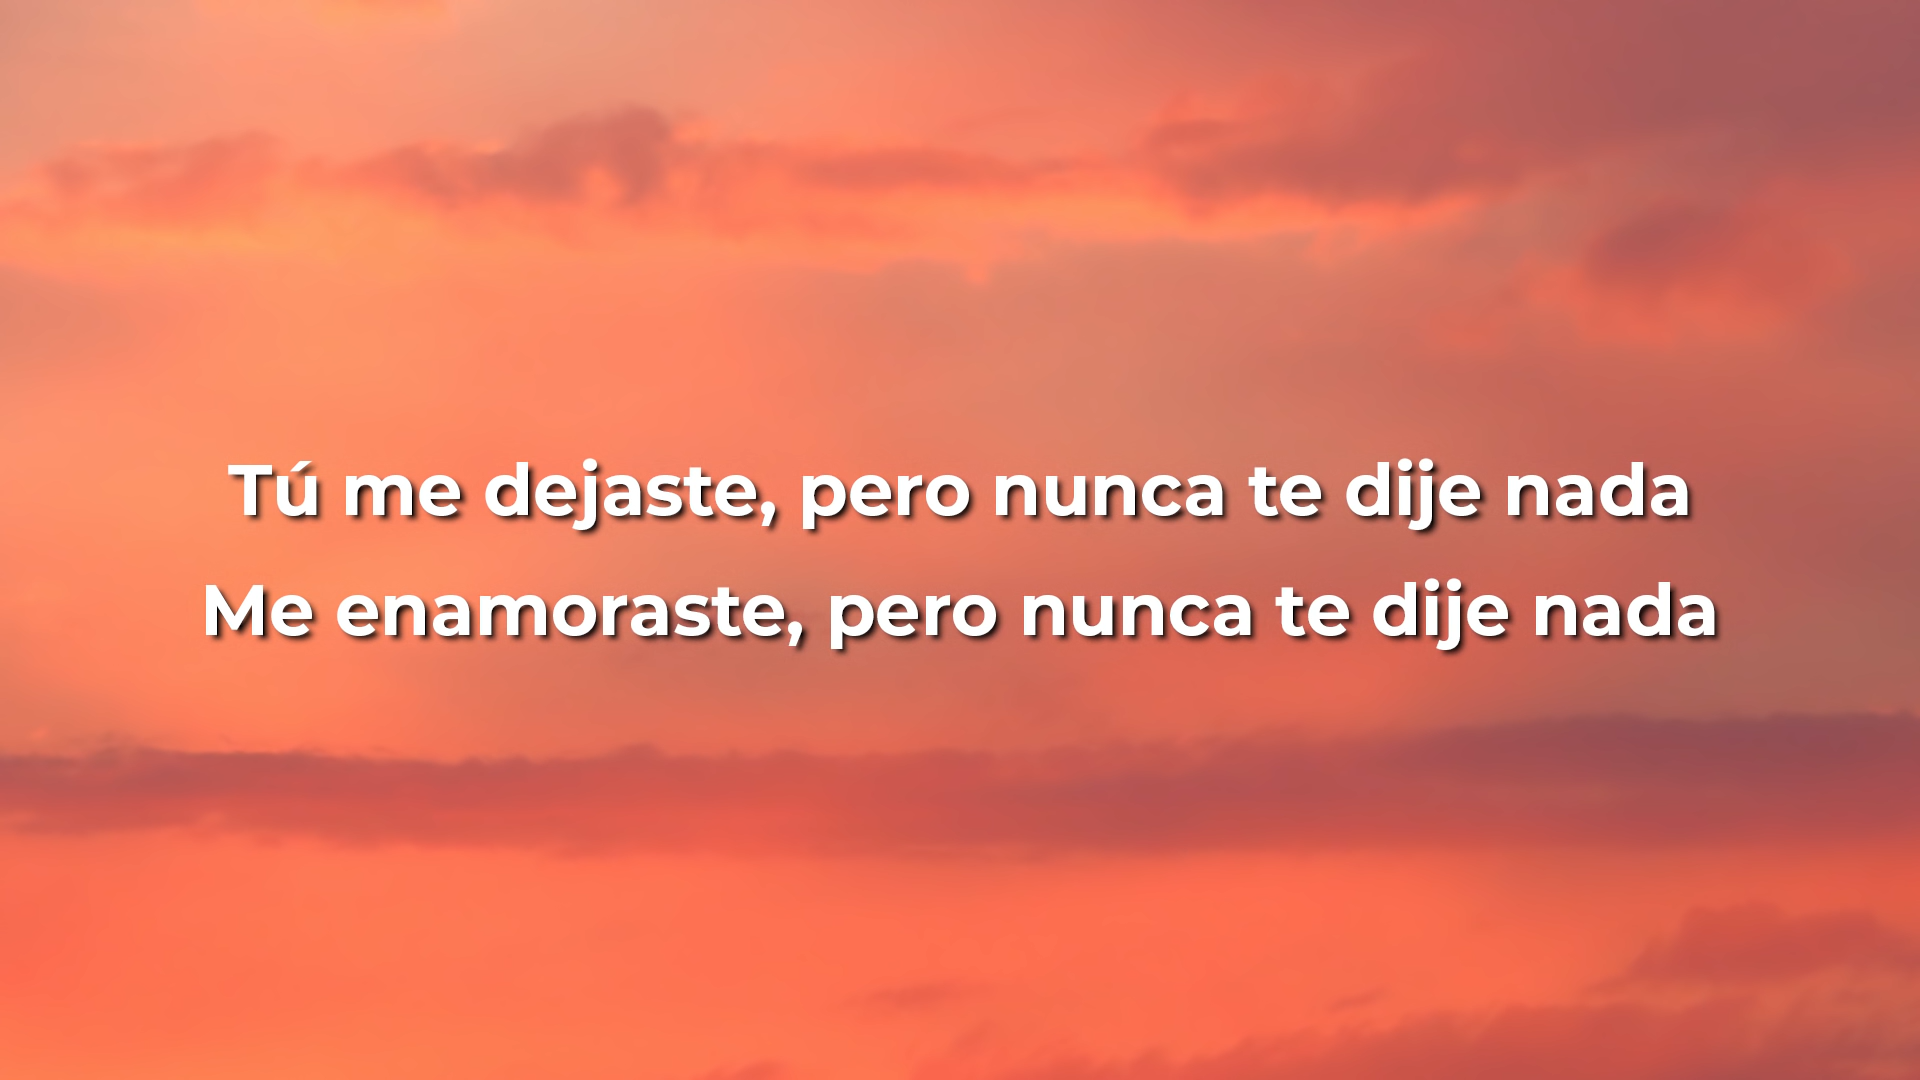 Tú me dejaste, pero nunca te dije nada
Me enamoraste, pero nunca te dije nada